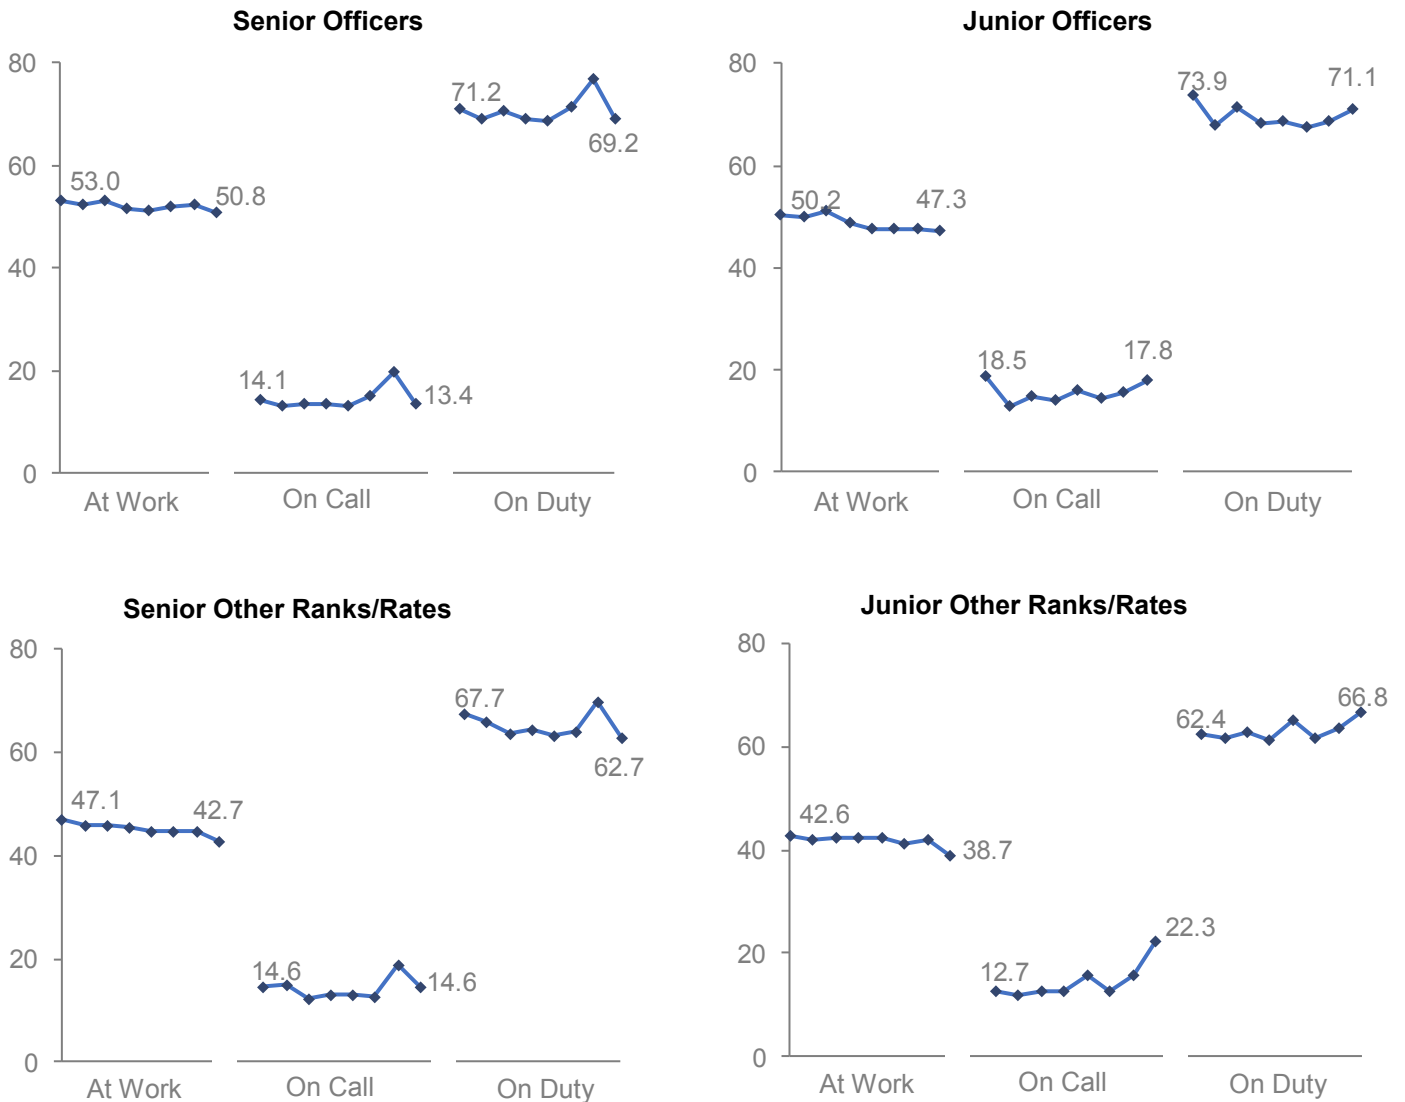 Senior Officers
80
60
40
20
0
53.0
50.8
14.1
13.4
71.2
69.2
At Work
On Call
On Duty
Junior Officers
80
60
40
20
0
50.2
47.3
18.5
17.8
73.9
71.1
At Work
On Call
On Duty
Senior Other Ranks/Rates
80
60
40
20
0
47.1
42.7
14.6
14.6
67.7
62.7
At Work
On Call
On Duty
Junior Other Ranks/Rates
80
60
40
20
0
42.6
38.7
12.7
22.3
62.4
66.8
At Work
On Call
On Duty